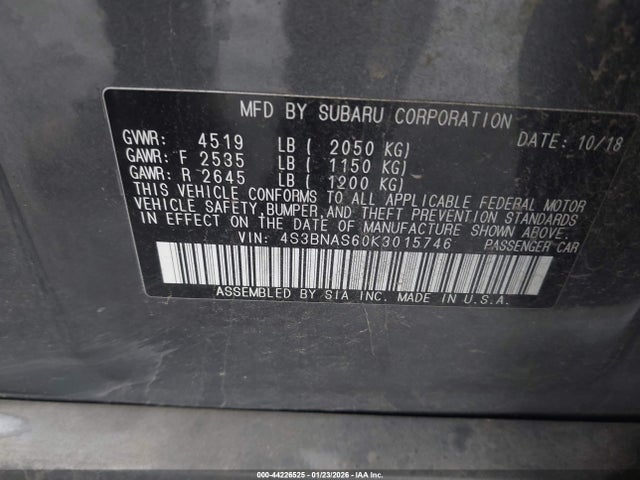 MFD BY SUBARU CORPORATION
GVWR: 4519 LB ( 2050 KG) DATE: 10/18
GAWR: F 2535 LB ( 1150 KG)
GAWR: R 2645 LB ( 1200 KG)
THIS VEHICLE CONFORMS TO ALL APPLICABLE FEDERAL MOTOR
VEHICLE SAFETY,BUMPER,AND THEFT PREVENTION STANDARDS
IN EFFECT ON THE DATE OF MANUFACTURE SHOWN ABOVE.
VIN: 4S3BNAS60K3015746 PASSENGER CAR
ASSEMBLED BY SIA INC. MADE IN U.S.A.
000-44226525 - 01/23/2026 - IAA Inc.